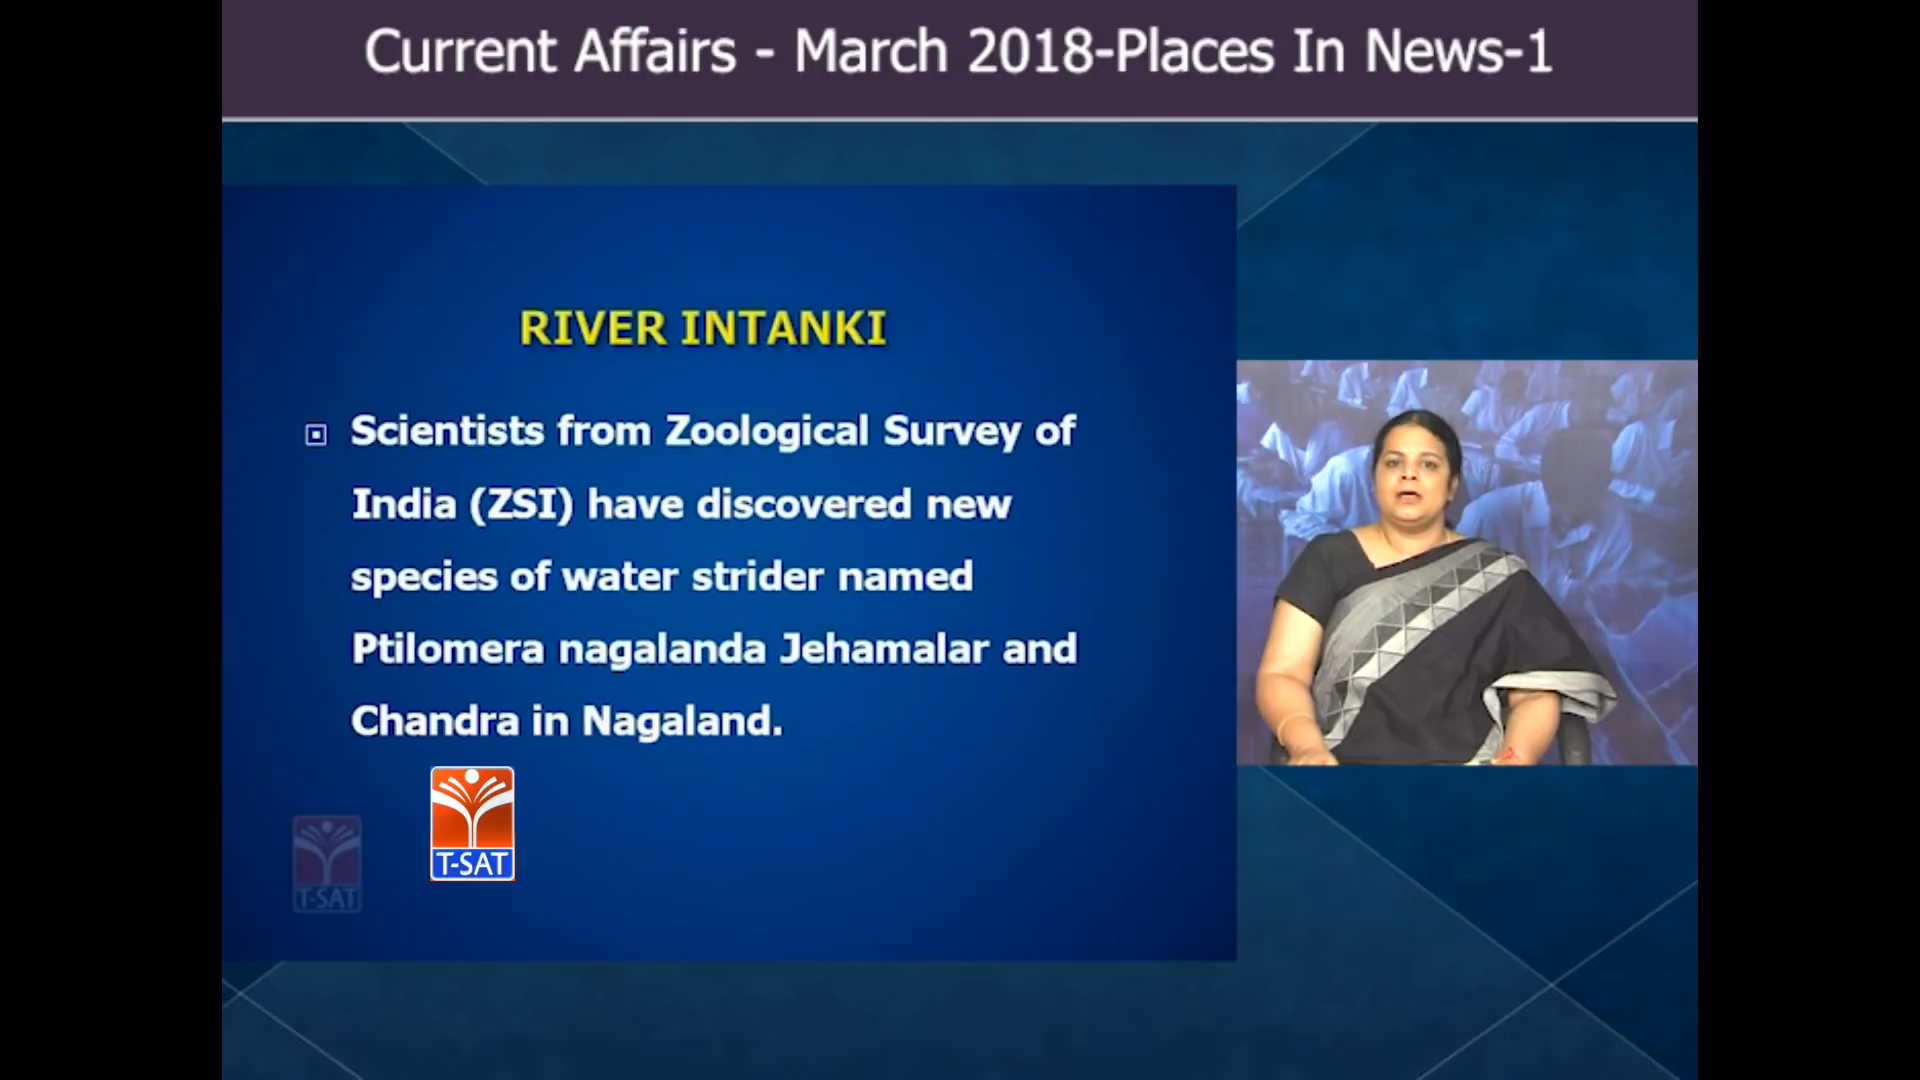 Current Affairs - March 2018-Places In News-1
RIVER INTANKI
Scientists from Zoological Survey of
India (ZSI) have discovered new
species of water strider named
Ptilomera nagalanda Jehamalar and
Chandra in Nagaland.
T-SAT
T-SAT